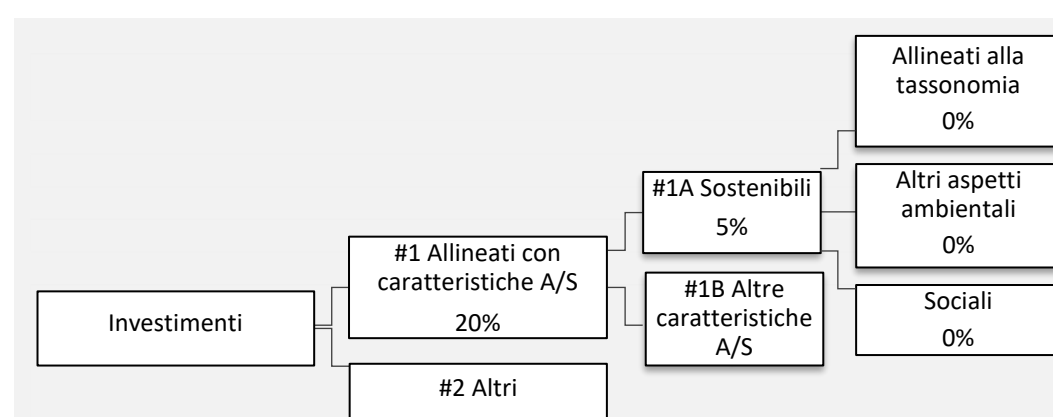 Investimenti
#1 Allineati con
caratteristiche A/S
20%
#2 Altri
#1A Sostenibili
5%
#1B Altre
caratteristiche
A/S
Allineati alla
tassonomia
0%
Altri aspetti
ambientali
0%
Sociali
0%